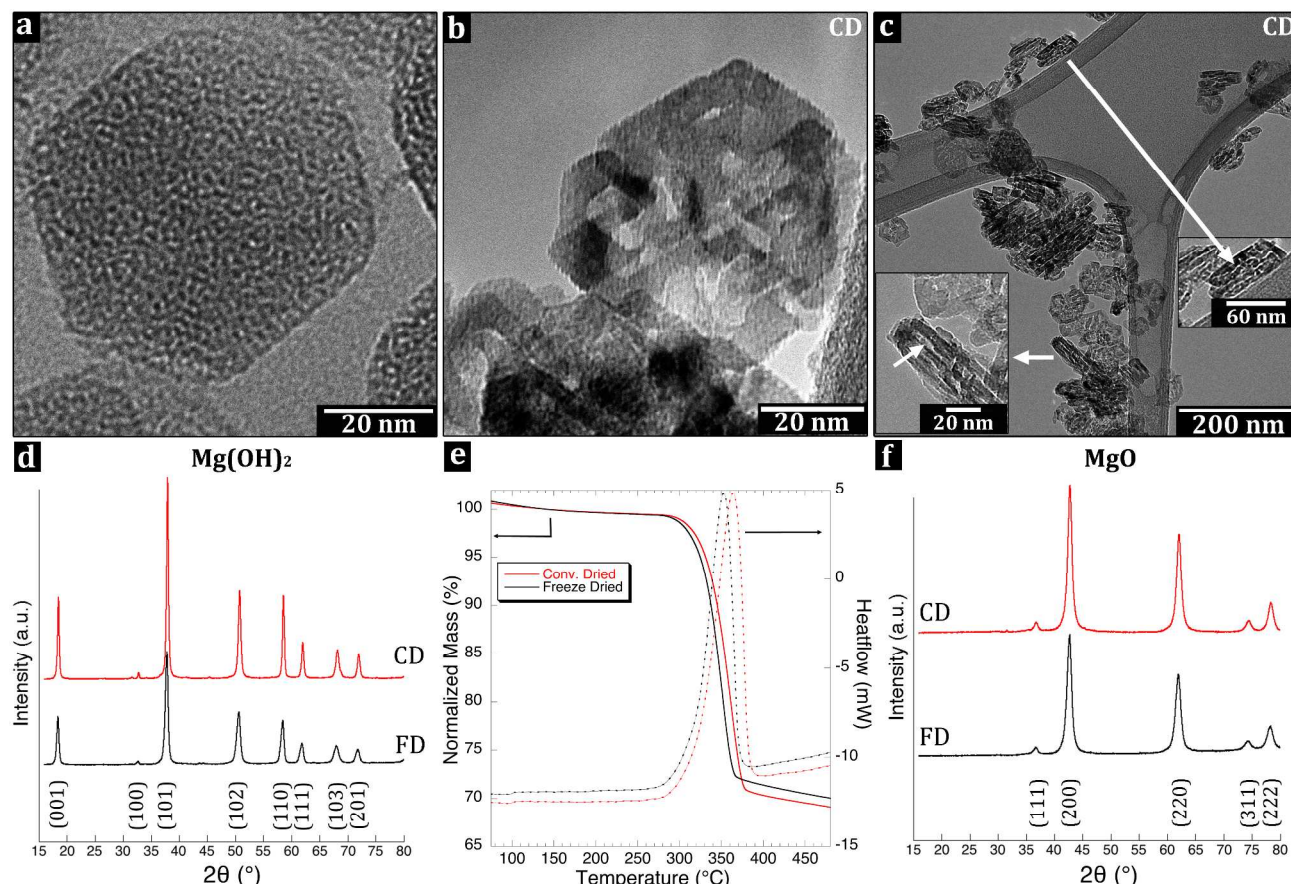 a
20 nm
b
CD
20 nm
c
CD
60 nm
20 nm
200 nm
d
Mg(OH)₂
Intensity (a.u.)
CD
FD
(001)
(100)
(101)
(102)
(110)
(111)
(103)
(201)
15 20 25 30 35 40 45 50 55 60 65 70 75 80
2θ (°)
e
Normalized Mass (%)
100
95
90
85
80
75
70
65
Conv. Dried
Freeze Dried
5
0
-5
-10
-15
Heatflow (mW)
100 150 200 250 300 350 400 450
Temperature (°C)
f
MgO
Intensity (a.u.)
CD
FD
(111)
(200)
(220)
(311)
(222)
15 20 25 30 35 40 45 50 55 60 65 70 75 80
2θ (°)